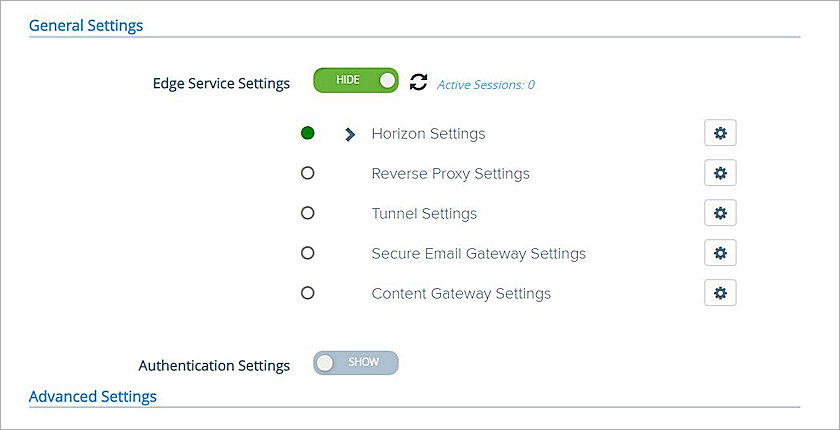 General Settings
Edge Service Settings HIDE Active Sessions: 0
Horizon Settings
Reverse Proxy Settings
Tunnel Settings
Secure Email Gateway Settings
Content Gateway Settings
Authentication Settings SHOW
Advanced Settings